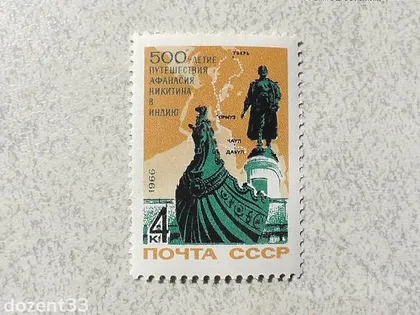 500-ЛЕТИЕ
ПУТЕШЕСТВИЯ
АФАНАСИЯ
НИКИТИНА
В
ИНДИЮ
ТВЕРЬ
ОРМУЗ
ЧАУЛ
ДАБУЛ
1966
4
К
ПОЧТА СССР
dozent33